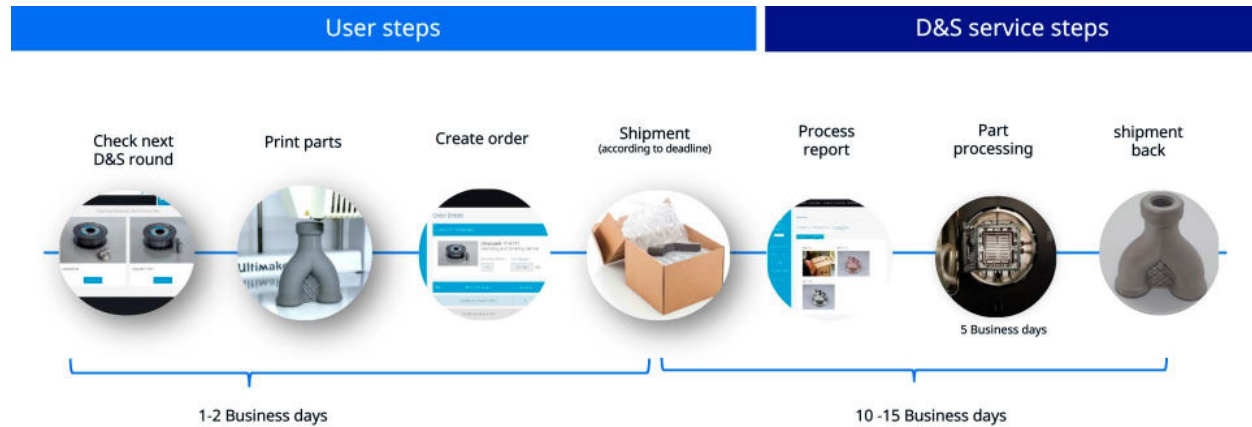 User steps
D&S service steps
Check next
D&S round
Print parts
Create order
Shipment
(according to deadline)
Process
report
Part
processing
shipment
back
Ultimake
5 Business days
1-2 Business days
10 -15 Business days